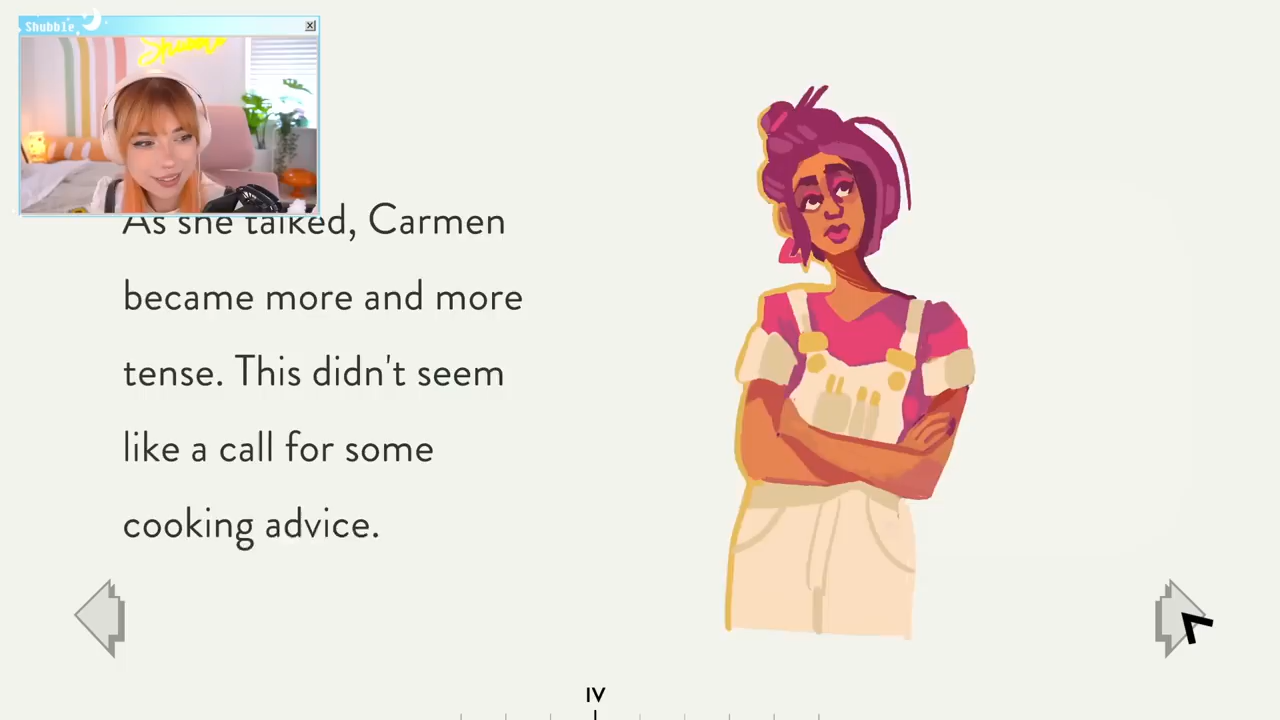 Shubble
Shubble
As she talked, Carmen
became more and more
tense. This didn't seem
like a call for some
cooking advice.
IV